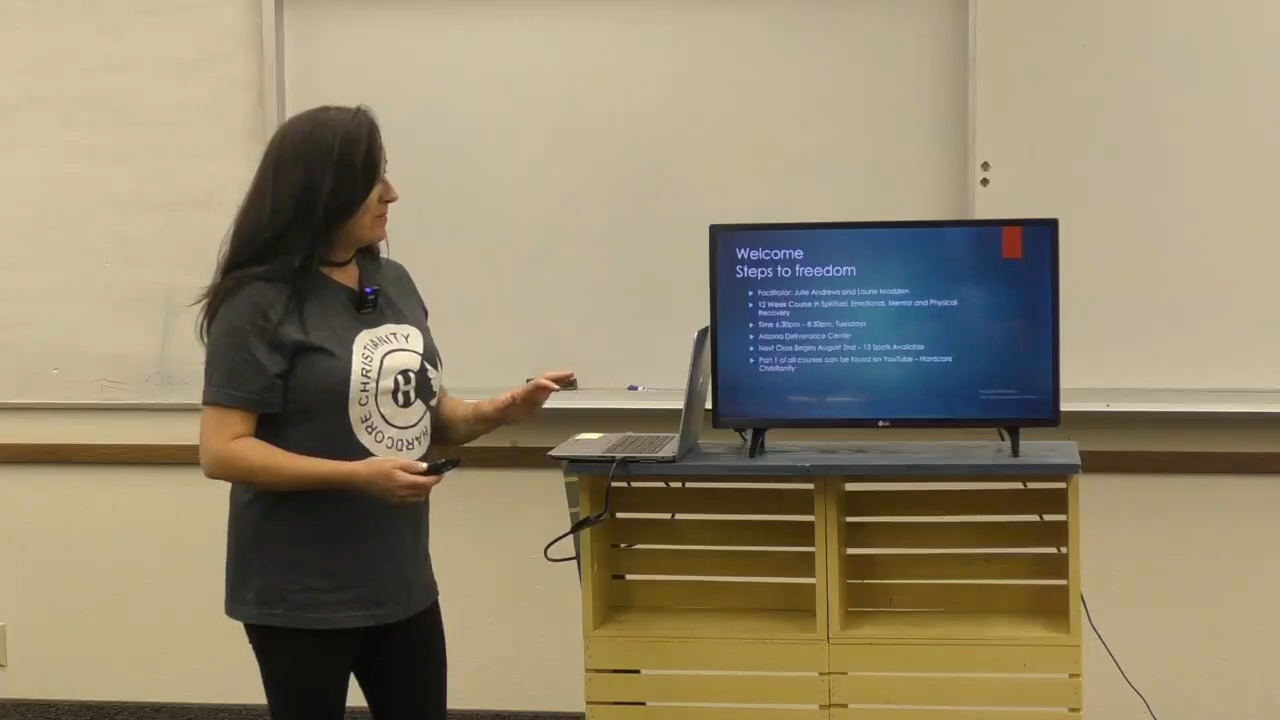 Welcome
Steps to freedom
Facilitator: Julie Andrews and Laurie Madden
12 Week Course in Spiritual, Emotional, Mental and Physical
Recovery
Time 6:30pm – 8:30pm, Tuesdays
Arizona Deliverance Center
Next Class Begins August 2nd – 15 Spots Available
Part 1 of all courses can be found on YouTube – Hardcore
Christianity
HARDCORE CHRISTIANITY
H
LG